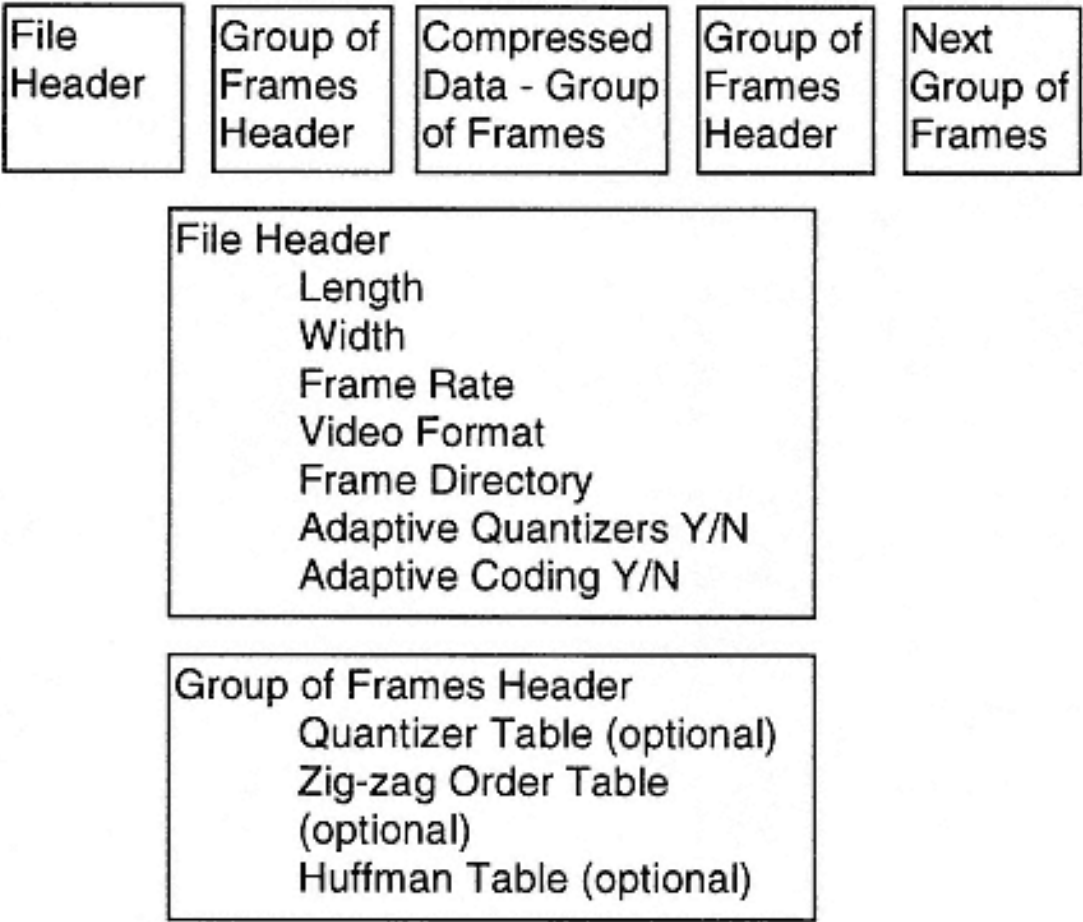 File
Header
Group of
Frames
Header
Compressed
Data - Group
of Frames
Group of
Frames
Header
Next
Group of
Frames
File Header
Length
Width
Frame Rate
Video Format
Frame Directory
Adaptive Quantizers Y/N
Adaptive Coding Y/N
Group of Frames Header
Quantizer Table (optional)
Zig-zag Order Table
(optional)
Huffman Table (optional)